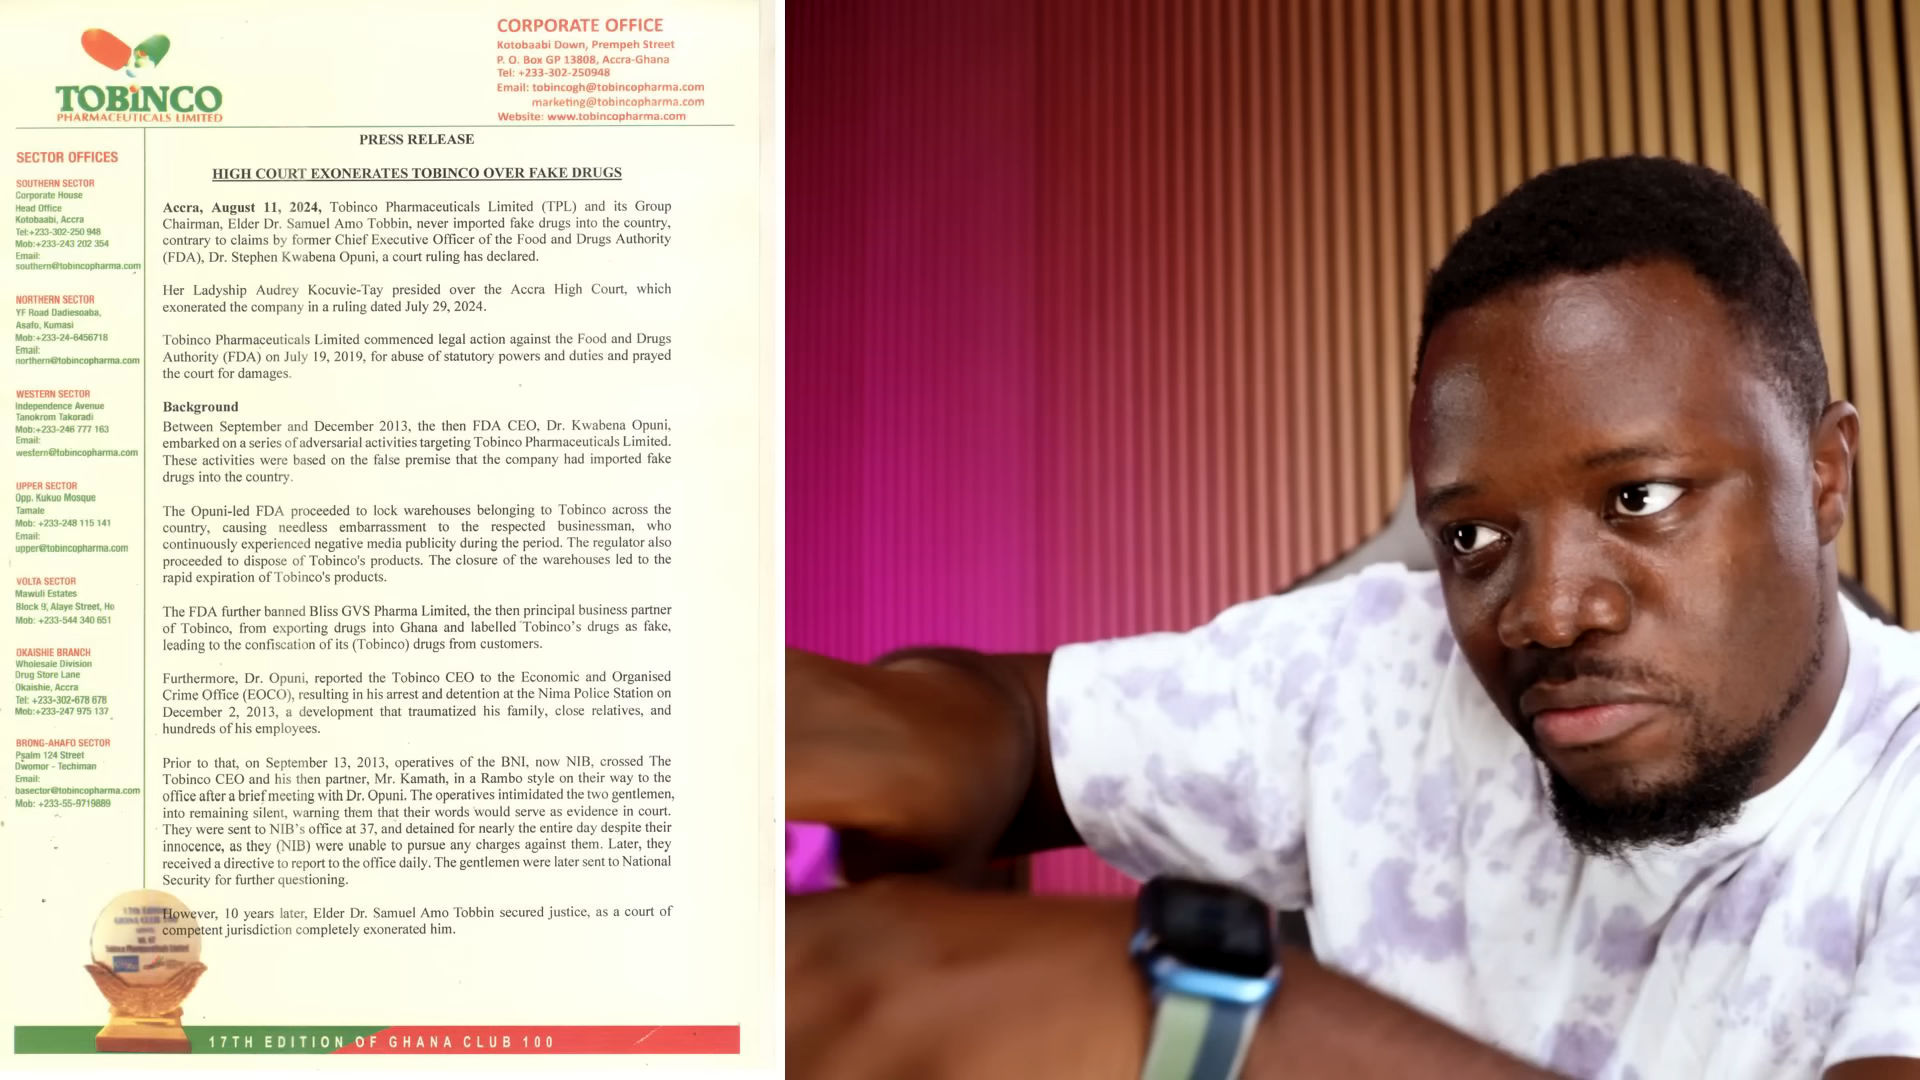 TOBiNCO
PHARMACEUTICALS LIMITED
CORPORATE OFFICE
Kotobaabi Down, Prempeh Street
P. O. Box GP 13808, Accra-Ghana
Tel: +233-302-250948
Email: tobincogh@tobincopharma.com
marketing@tobincopharma.com
Website: www.tobincopharma.com
SECTOR OFFICES
SOUTHERN SECTOR
Corporate House
Head Office
Kotobaabi, Accra
Tel:+233-302-250 948
Mob:+233-243 202 354
Email:
southern@tobincopharma.com
NORTHERN SECTOR
YF Road Dadiesoaba,
Asafo, Kumasi
Mob:+233-24-6456718
Email:
northern@tobincopharma.com
WESTERN SECTOR
Independence Avenue
Tanokrom Takoradi
Mob:+233-246 777 163
Email:
western@tobincopharma.com
UPPER SECTOR
Opp. Kukuo Mosque
Tamale
Mob: +233-248 115 141
Email:
upper@tobincopharma.com
VOLTA SECTOR
Mawuli Estates
Block 9, Alaye Street, Ho
Mob: +233-544 340 651
OKAISHIE BRANCH
Wholesale Division
Drug Store Lane
Okaishie, Accra
Tel: +233-302-678 678
Mob:+233-247 975 137
BRONG-AHAFO SECTOR
Psalm 124 Street
Dwomor - Techiman
Email:
basector@tobincopharma.com
Mob: +233-55-9719889
PRESS RELEASE
HIGH COURT EXONERATES TOBINCO OVER FAKE DRUGS
Accra, August 11, 2024, Tobinco Pharmaceuticals Limited (TPL) and its Group
Chairman, Elder Dr. Samuel Amo Tobbin, never imported fake drugs into the country,
contrary to claims by former Chief Executive Officer of the Food and Drugs Authority
(FDA), Dr. Stephen Kwabena Opuni, a court ruling has declared.
Her Ladyship Audrey Kocuvie-Tay presided over the Accra High Court, which
exonerated the company in a ruling dated July 29, 2024.
Tobinco Pharmaceuticals Limited commenced legal action against the Food and Drugs
Authority (FDA) on July 19, 2019, for abuse of statutory powers and duties and prayed
the court for damages.
Background
Between September and December 2013, the then FDA CEO, Dr. Kwabena Opuni,
embarked on a series of adversarial activities targeting Tobinco Pharmaceuticals Limited.
These activities were based on the false premise that the company had imported fake
drugs into the country.
The Opuni-led FDA proceeded to lock warehouses belonging to Tobinco across the
country, causing needless embarrassment to the respected businessman, who
continuously experienced negative media publicity during the period. The regulator also
proceeded to dispose of Tobinco's products. The closure of the warehouses led to the
rapid expiration of Tobinco's products.
The FDA further banned Bliss GVS Pharma Limited, the then principal business partner
of Tobinco, from exporting drugs into Ghana and labelled Tobinco's drugs as fake,
leading to the confiscation of its (Tobinco) drugs from customers.
Furthermore, Dr. Opuni, reported the Tobinco CEO to the Economic and Organised
Crime Office (EOCO), resulting in his arrest and detention at the Nima Police Station on
December 2, 2013, a development that traumatized his family, close relatives, and
hundreds of his employees.
Prior to that, on September 13, 2013, operatives of the BNI, now NIB, crossed The
Tobinco CEO and his then partner, Mr. Kamath, in a Rambo style on their way to the
office after a brief meeting with Dr. Opuni. The operatives intimidated the two gentlemen,
into remaining silent, warning them that their words would serve as evidence in court.
They were sent to NIB's office at 37, and detained for nearly the entire day despite their
innocence, as they (NIB) were unable to pursue any charges against them. Later, they
received a directive to report to the office daily. The gentlemen were later sent to National
Security for further questioning.
However, 10 years later, Elder Dr. Samuel Amo Tobbin secured justice, as a court of
competent jurisdiction completely exonerated him.
17TH EDITION OF GHANA CLUB 100